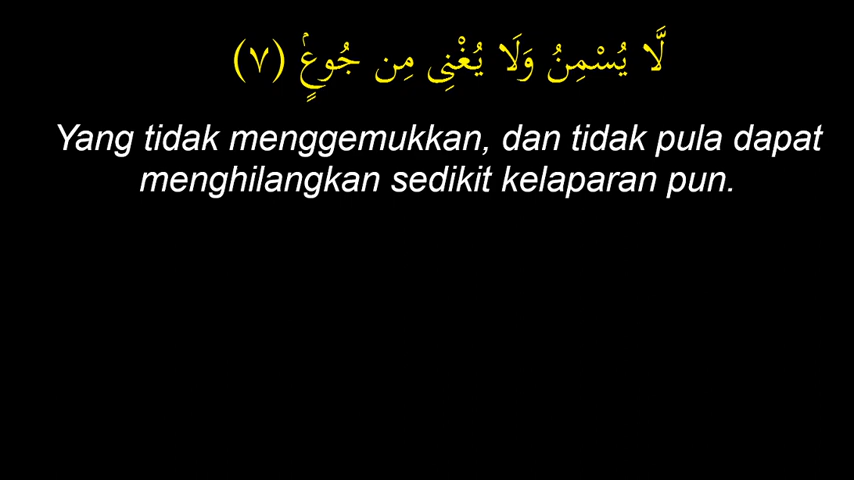 لَّا يُسْمِنُ وَلَا يُغْنِى مِن جُوعٍۢ (٧)
Yang tidak menggemukkan, dan tidak pula dapat
menghilangkan sedikit kelaparan pun.